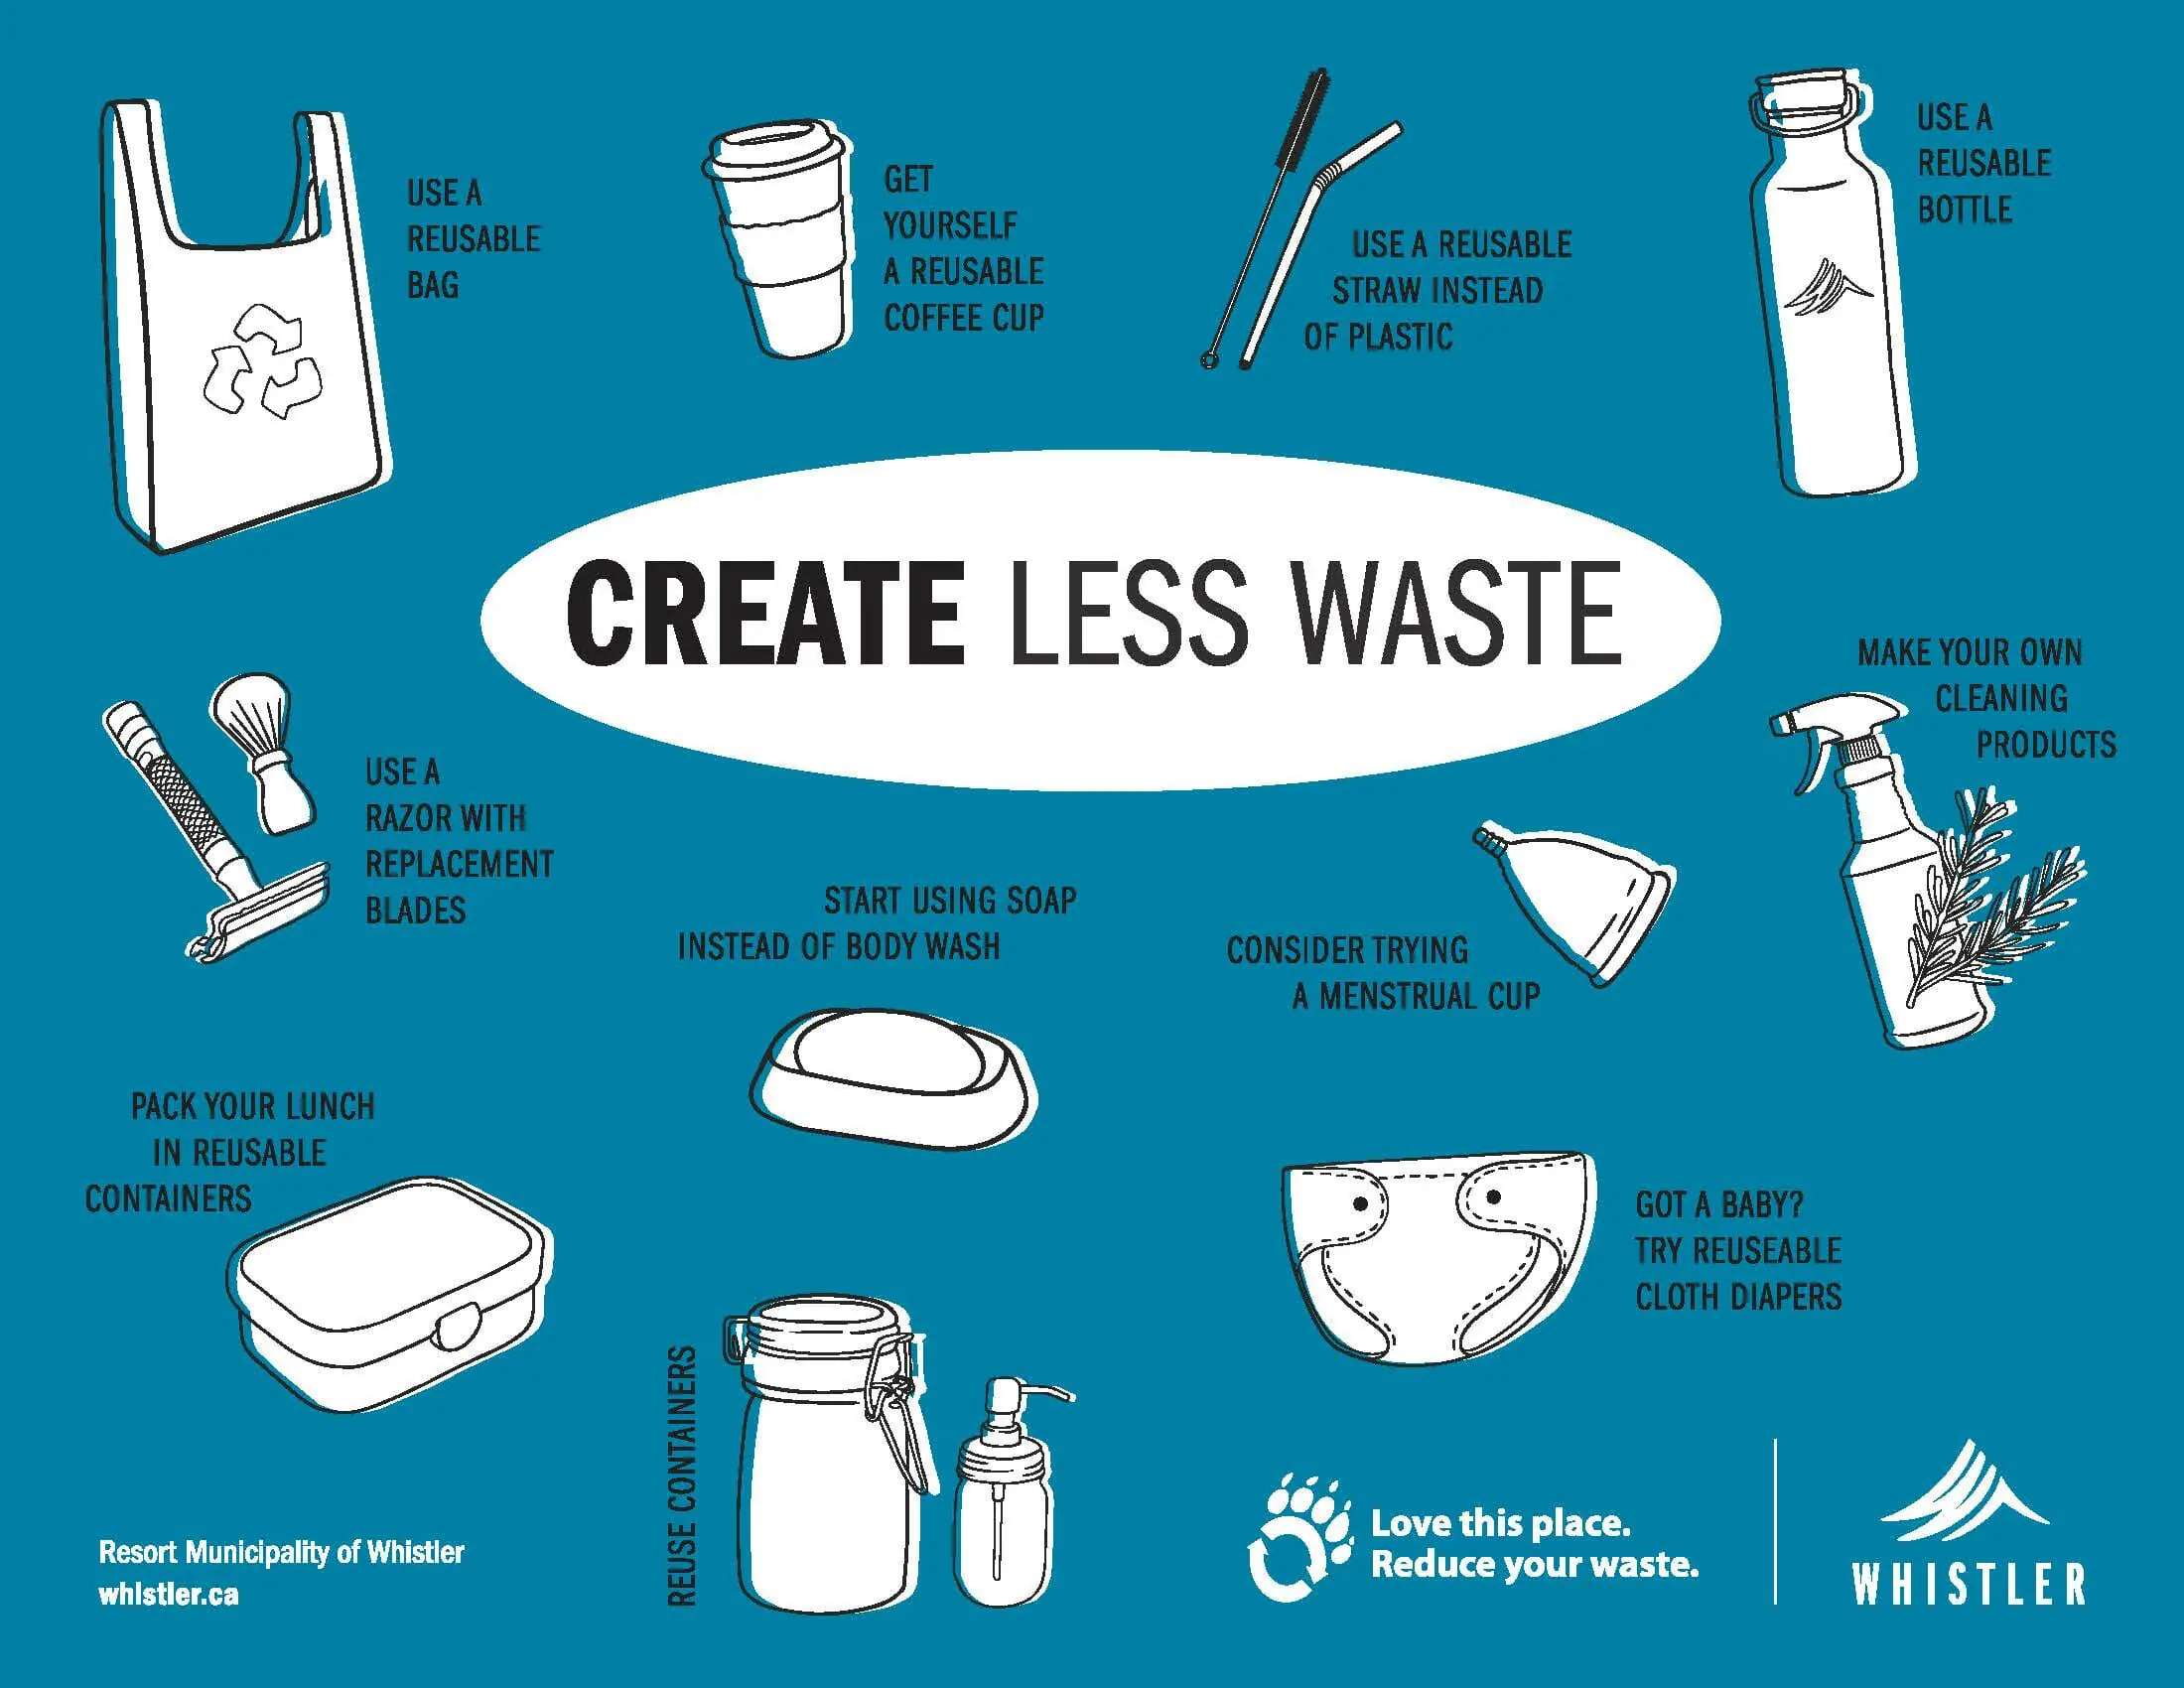 USE A
REUSABLE
BAG
GET
YOURSELF
A REUSABLE
COFFEE CUP
USE A REUSABLE
STRAW INSTEAD
OF PLASTIC
USE A
REUSABLE
BOTTLE
CREATE LESS WASTE
USE A
RAZOR WITH
REPLACEMENT
BLADES
START USING SOAP
INSTEAD OF BODY WASH
CONSIDER TRYING
A MENSTRUAL CUP
MAKE YOUR OWN
CLEANING
PRODUCTS
PACK YOUR LUNCH
IN REUSABLE
CONTAINERS
REUSE CONTAINERS
GOT A BABY?
TRY REUSEABLE
CLOTH DIAPERS
Resort Municipality of Whistler
whistler.ca
Love this place.
Reduce your waste.
WHISTLER